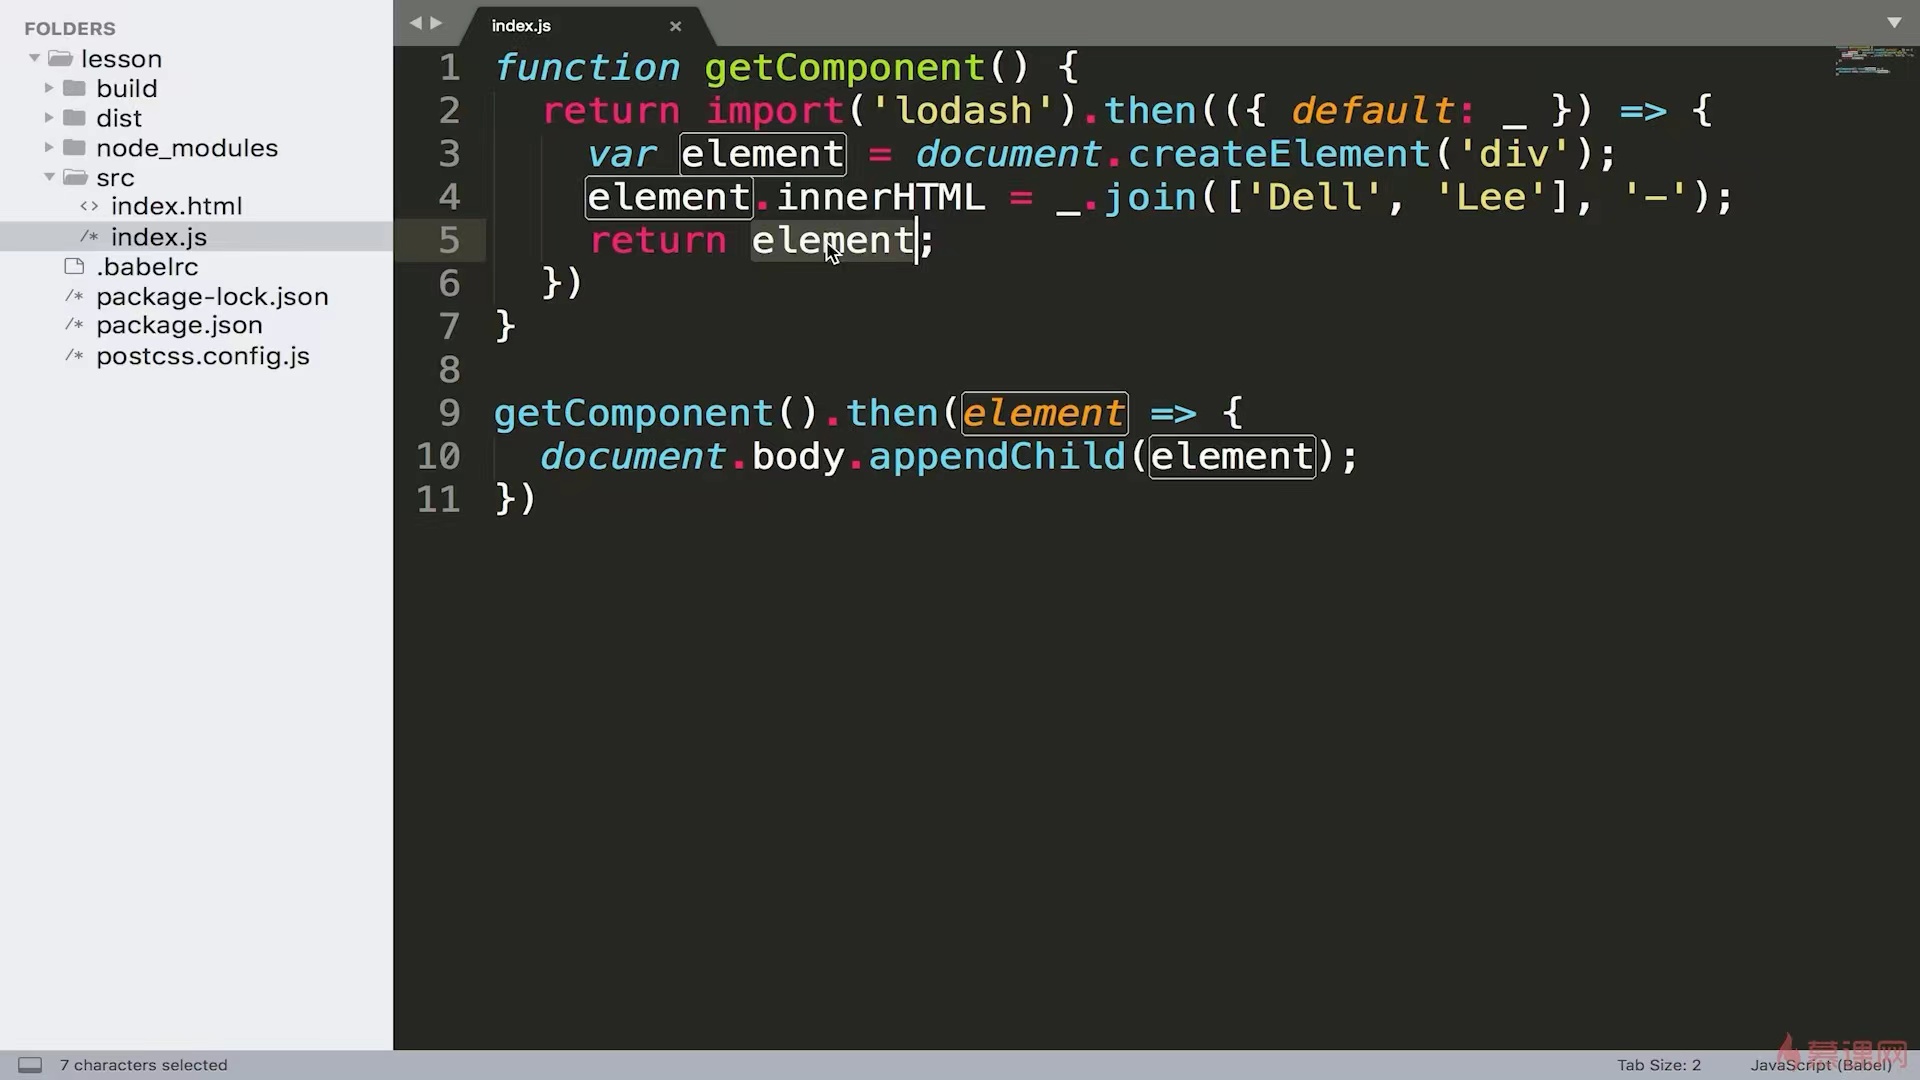 FOLDERS
lesson
build
dist
node_modules
src
<> index.html
/* index.js
.babelrc
/* package-lock.json
/* package.json
/* postcss.config.js
index.js ×
1 function getComponent() {
2 return import('lodash').then(({ default: _ }) => {
3 var element = document.createElement('div');
4 element.innerHTML = _.join(['Dell', 'Lee'], '-');
5 return element;
6 })
7 }
8
9 getComponent().then(element => {
10 document.body.appendChild(element);
11 })
7 characters selected
Tab Size: 2
JavaScript (Babel)
慕课网